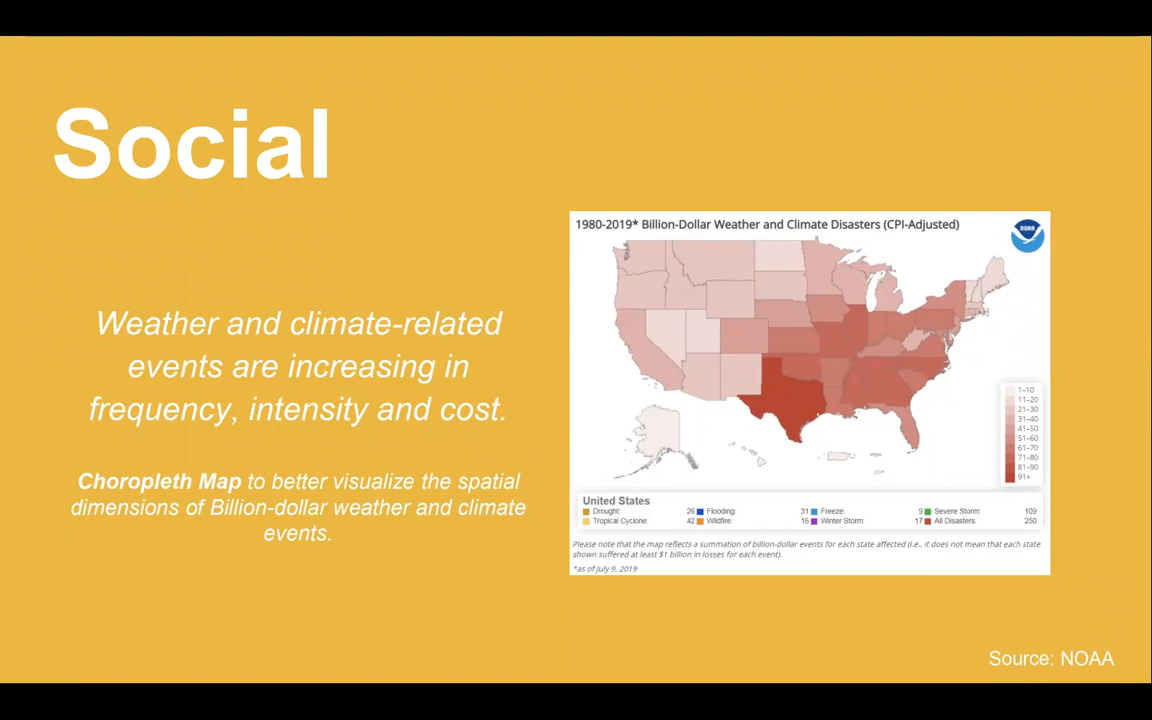 Social
Weather and climate-related
events are increasing in
frequency, intensity and cost.
Choropleth Map to better visualize the spatial
dimensions of Billion-dollar weather and climate
events.
1980-2019* Billion-Dollar Weather and Climate Disasters (CPI-Adjusted)
NOAA
1–10
11–20
21–30
31–40
41–50
51–60
61–70
71–80
81–90
91+
United States
Drought: 26 Flooding: 31 Freeze: 9 Severe Storm: 109
Tropical Cyclone: 42 Wildfire: 16 Winter Storm: 17 All Disasters: 250
Please note that the map reflects a summation of billion-dollar events for each state affected (i.e., it does not mean that each state
shown suffered at least $1 billion in losses for each event).
*as of July 9, 2019
Source: NOAA